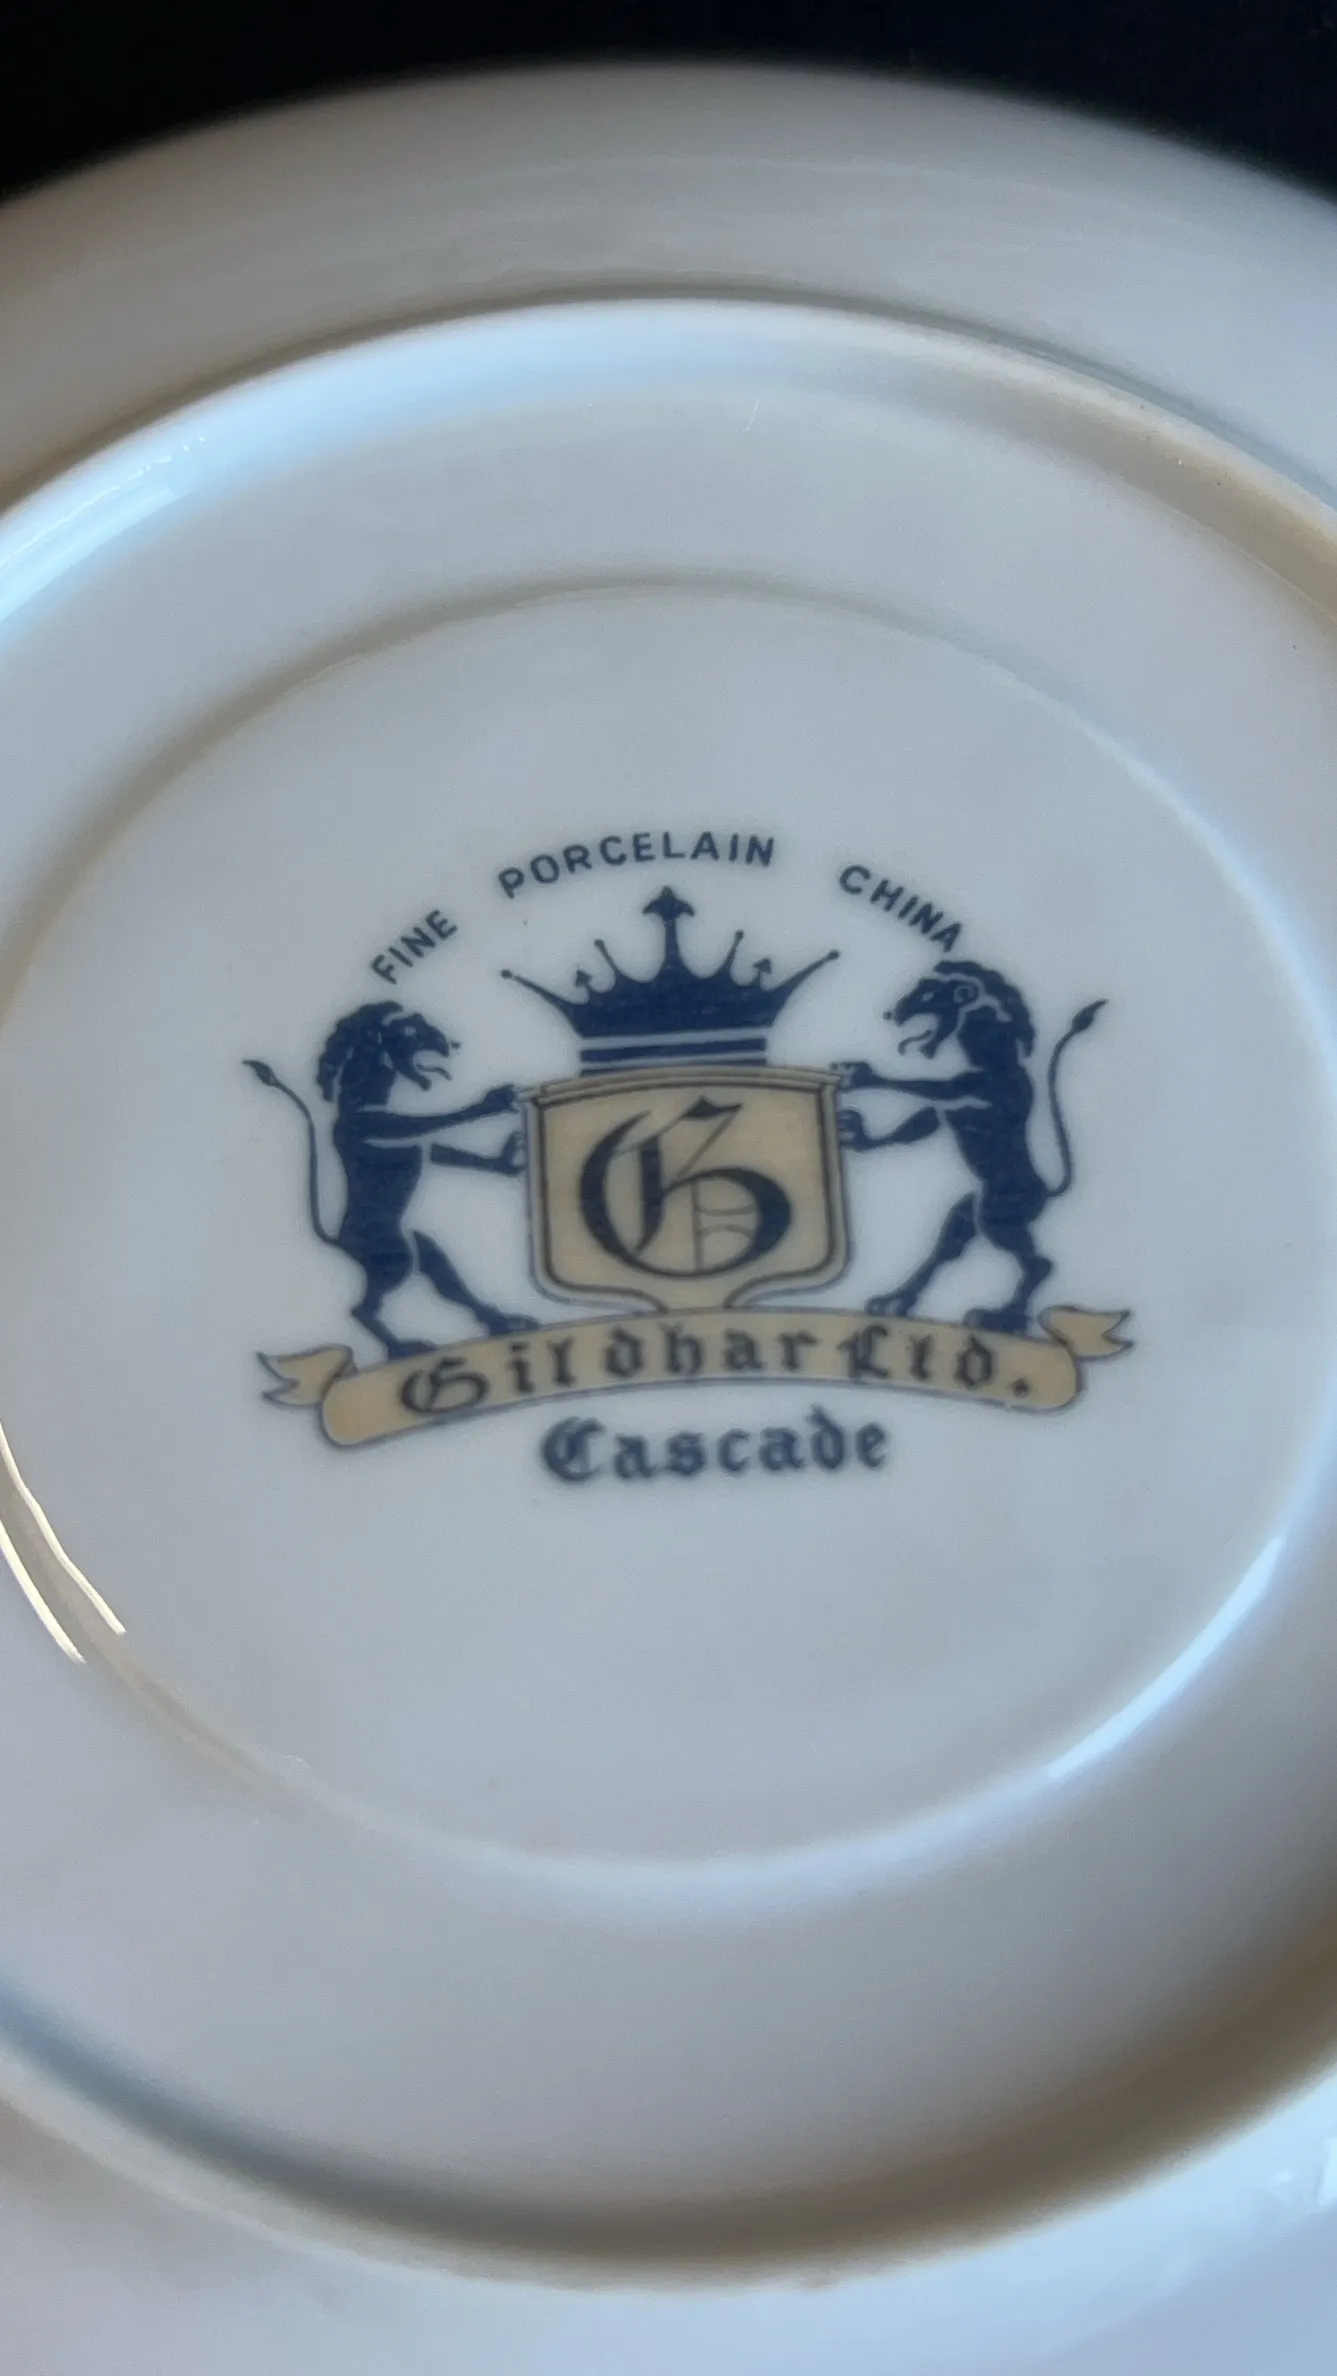 FINE PORCELAIN CHINA
G
Gildhar Ltd.
Cascade